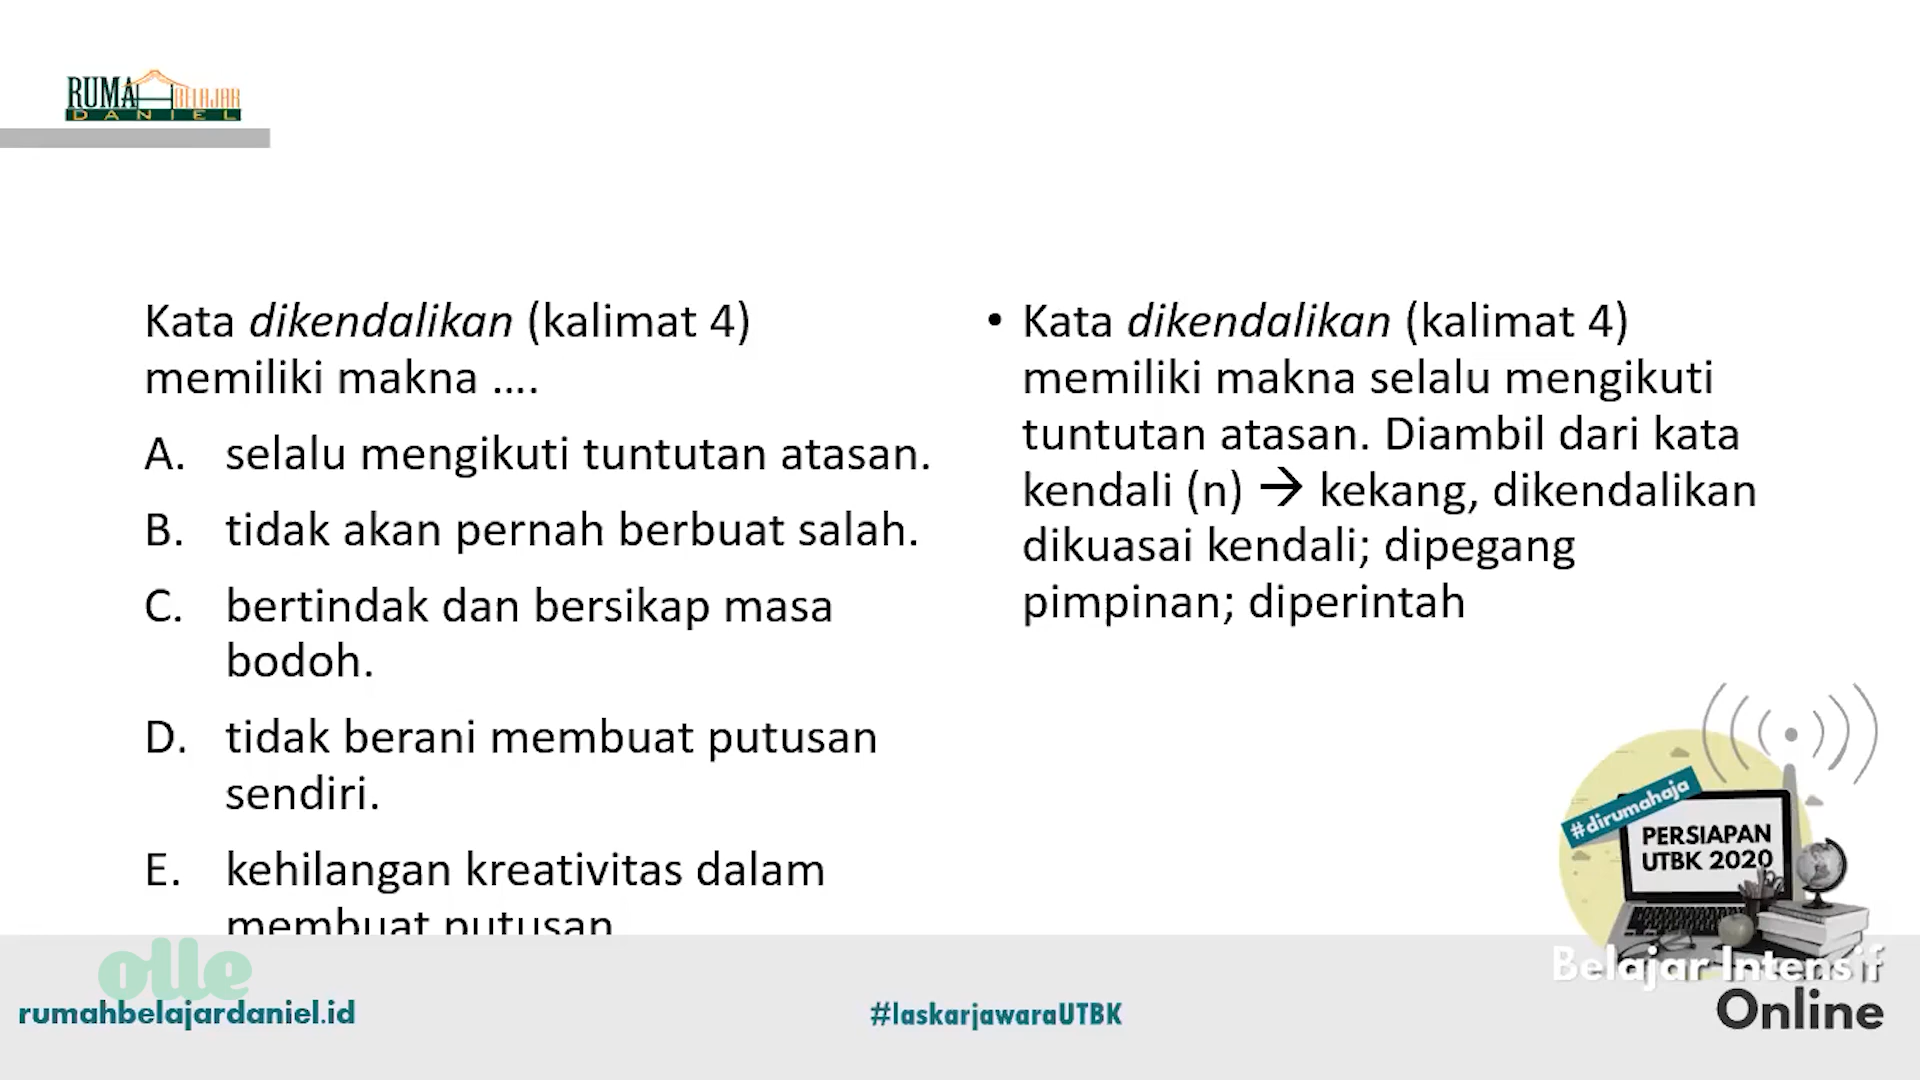 RUMA BELAJAR
DANIEL
Kata dikendalikan (kalimat 4)
memiliki makna ....
A. selalu mengikuti tuntutan atasan.
B. tidak akan pernah berbuat salah.
C. bertindak dan bersikap masa
bodoh.
D. tidak berani membuat putusan
sendiri.
E. kehilangan kreativitas dalam
membuat putusan
• Kata dikendalikan (kalimat 4)
memiliki makna selalu mengikuti
tuntutan atasan. Diambil dari kata
kendali (n) → kekang, dikendalikan
dikuasai kendali; dipegang
pimpinan; diperintah
#dirumahaja
PERSIAPAN
UTBK 2020
Belajar Intensif
Online
olle
rumahbelajardaniel.id
#laskarjawaraUTBK